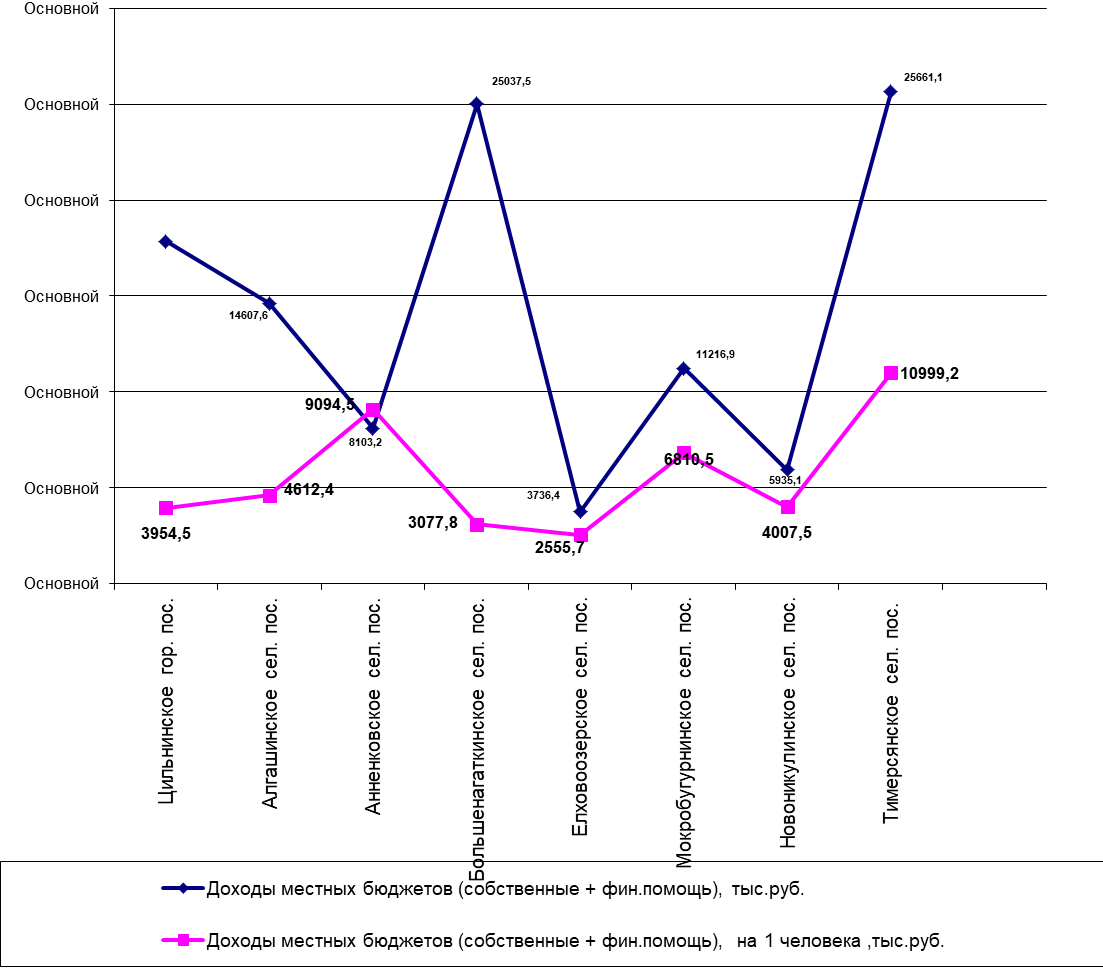 Основной
25037,5
25661,1
Основной
Основной
Основной
14607,6
11216,9
Основной
9094,5
10999,2
8103,2
6810,5
5935,1
Основной
4612,4
3736,4
3954,5
3077,8
2555,7
4007,5
Основной
Цильнинское гор. пос.
Алгашинское сел. пос.
Анненковское сел. пос.
Большенагаткинское сел. пос.
Елховоозерское сел. пос.
Мокробугурнинское сел. пос.
Новоникулинское сел. пос.
Тимерсянское сел. пос.
Доходы местных бюджетов (собственные + фин.помощь), тыс.руб.
Доходы местных бюджетов (собственные + фин.помощь), на 1 человека ,тыс.руб.